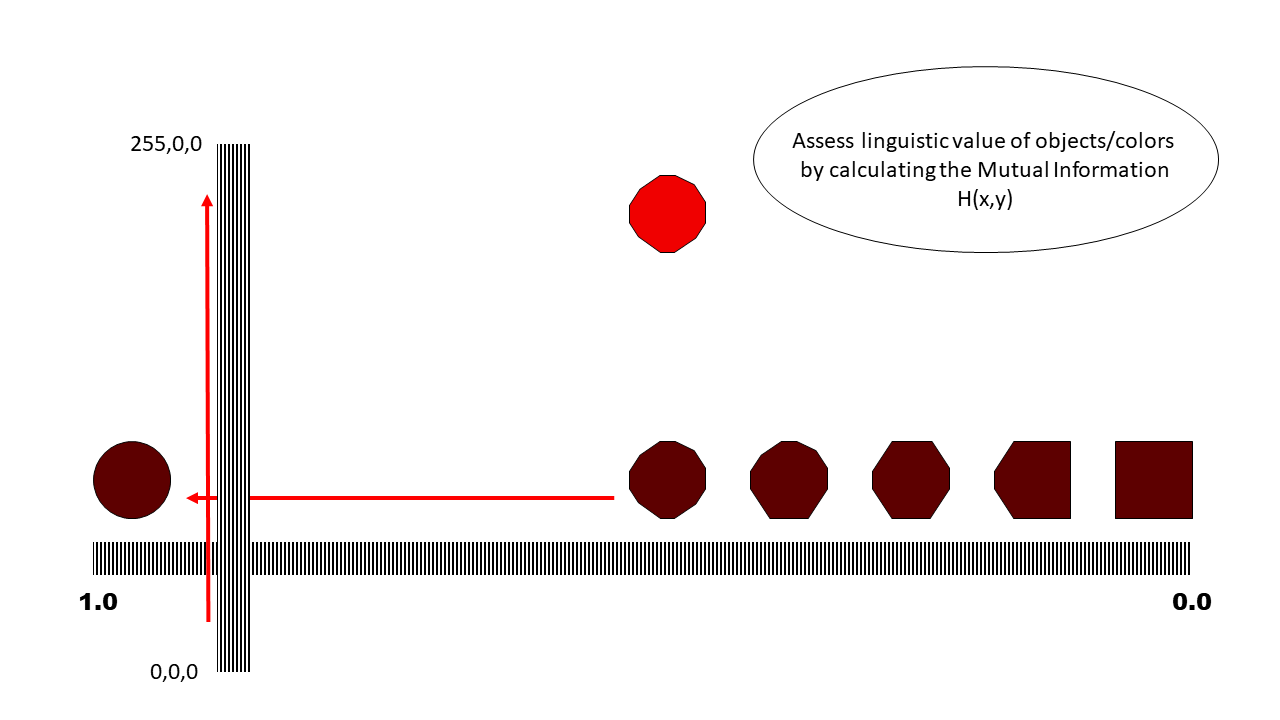 Assess linguistic value of objects/colors
by calculating the Mutual Information
H(x,y)
255,0,0
1.0
0.0
0,0,0